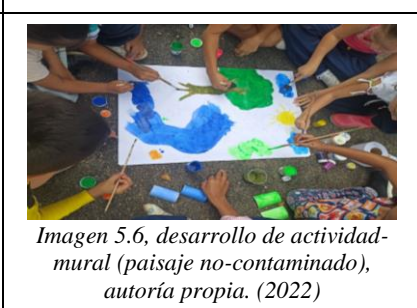 Imagen 5.6, desarrollo de actividad-
mural (paisaje no-contaminado),
autoría propia. (2022)